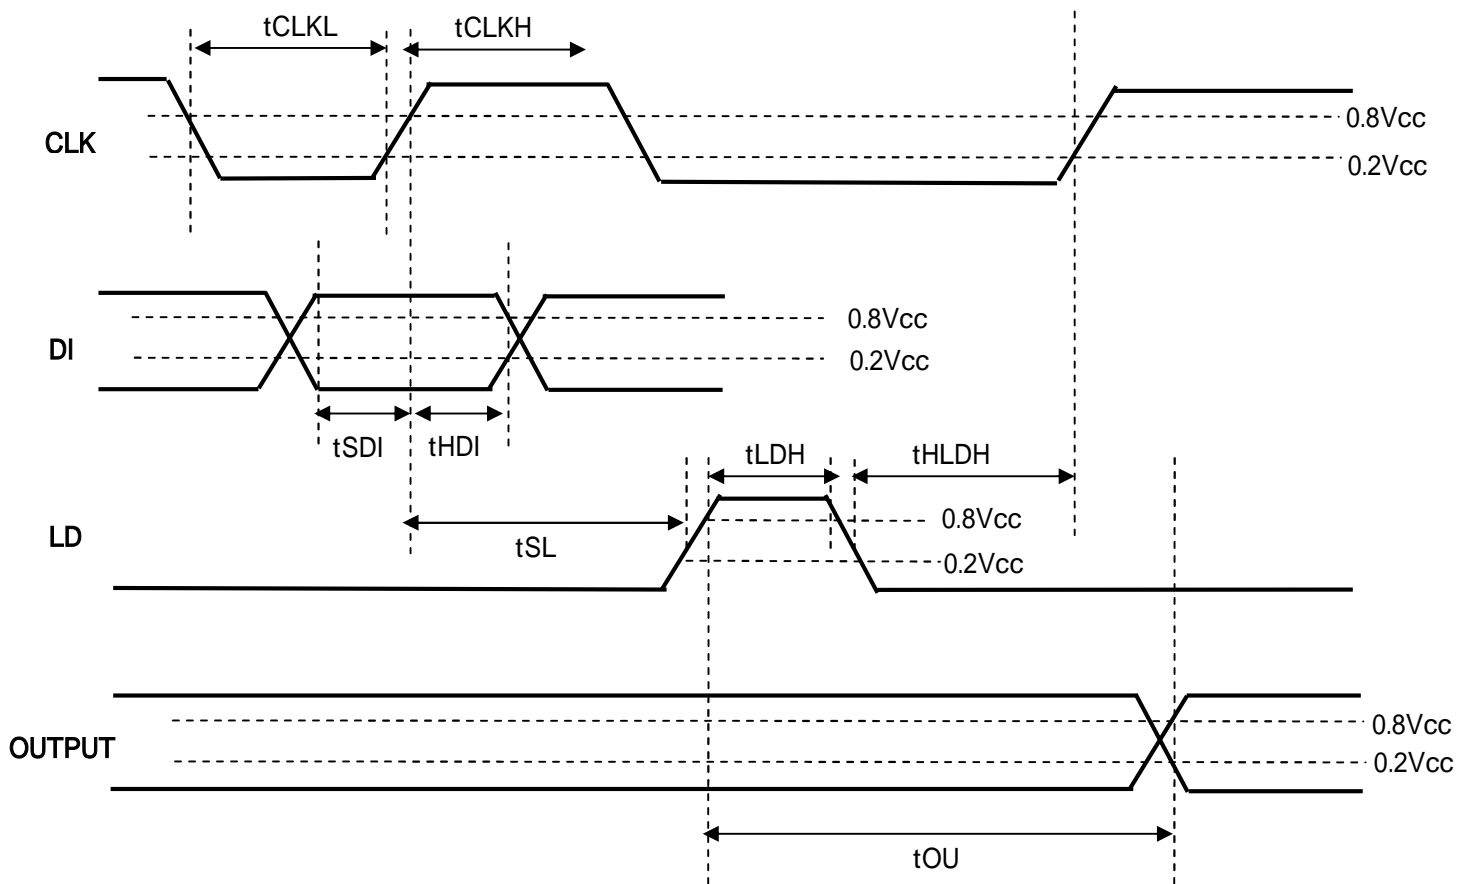 tCLKL
tCLKH
CLK
0.8Vcc
0.2Vcc
DI
0.8Vcc
0.2Vcc
tSDI
tHDI
tLDH
tHLDH
LD
tSL
0.8Vcc
0.2Vcc
OUTPUT
0.8Vcc
0.2Vcc
tOU